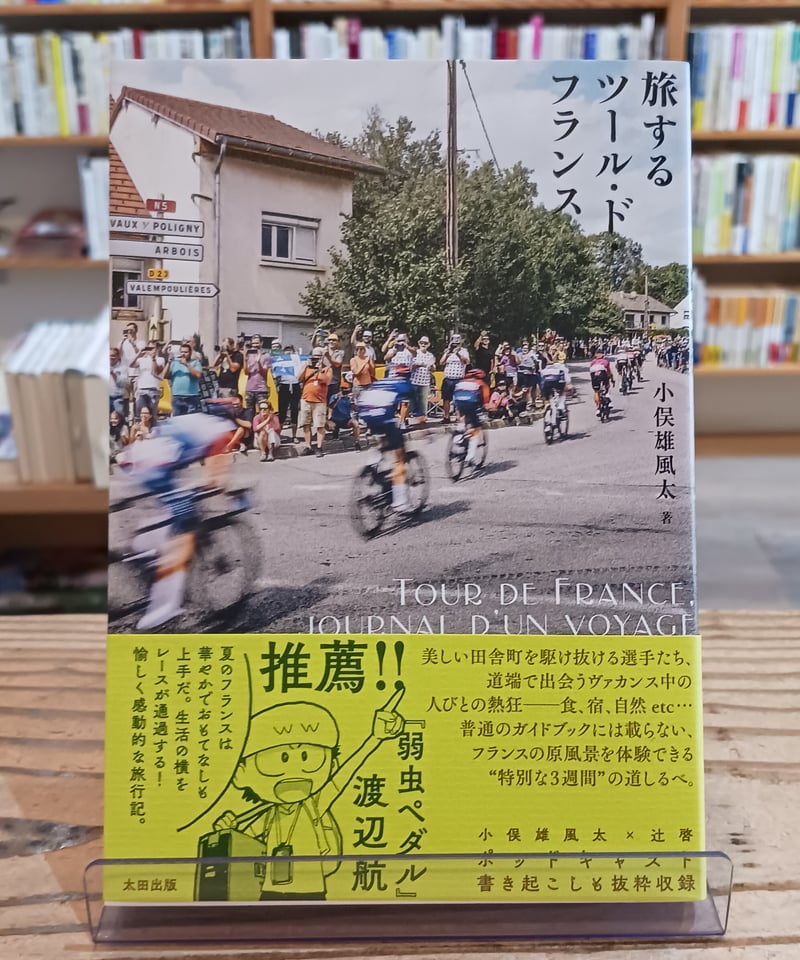 旅する
ツール・ド
フランス
小俣雄風太 著
N5
VAUX S/ POLIGNY
ARBOIS
D23
VALEMPOULIÈRES
TOUR DE FRANCE,
JOURNAL D'UN VOYAGE
推薦!!
『弱虫ペダル』
渡辺航
夏のフランスは
華やかでおもてなしも
上手だ。生活の横を
レースが通過する!
愉しく感動的な旅行記。
美しい田舎町を駆け抜ける選手たち、
道端で出会うヴァカンス中の
人びとの熱狂——食、宿、自然 etc…
普通のガイドブックには載らない、
フランスの原風景を体験できる
“特別な3週間”の道しるべ。
小俣雄風太×辻啓
ポッドキャスト
書き起こしも抜粋収録
太田出版